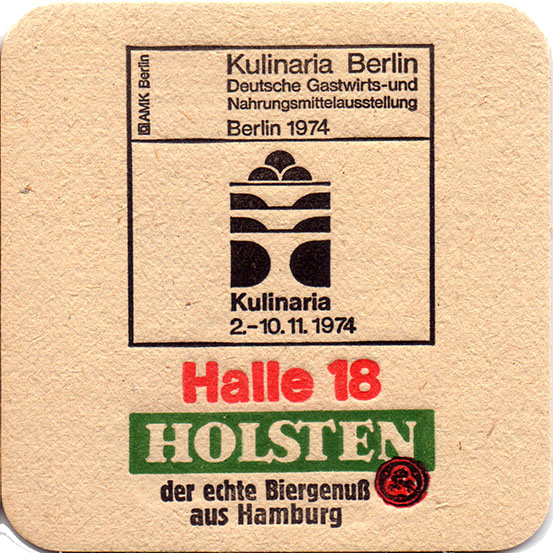 AMK Berlin
Kulinaria Berlin
Deutsche Gastwirts-und
Nahrungsmittelausstellung
Berlin 1974
Kulinaria
2.-10.11.1974
Halle 18
HOLSTEN
der echte Biergenuß
aus Hamburg